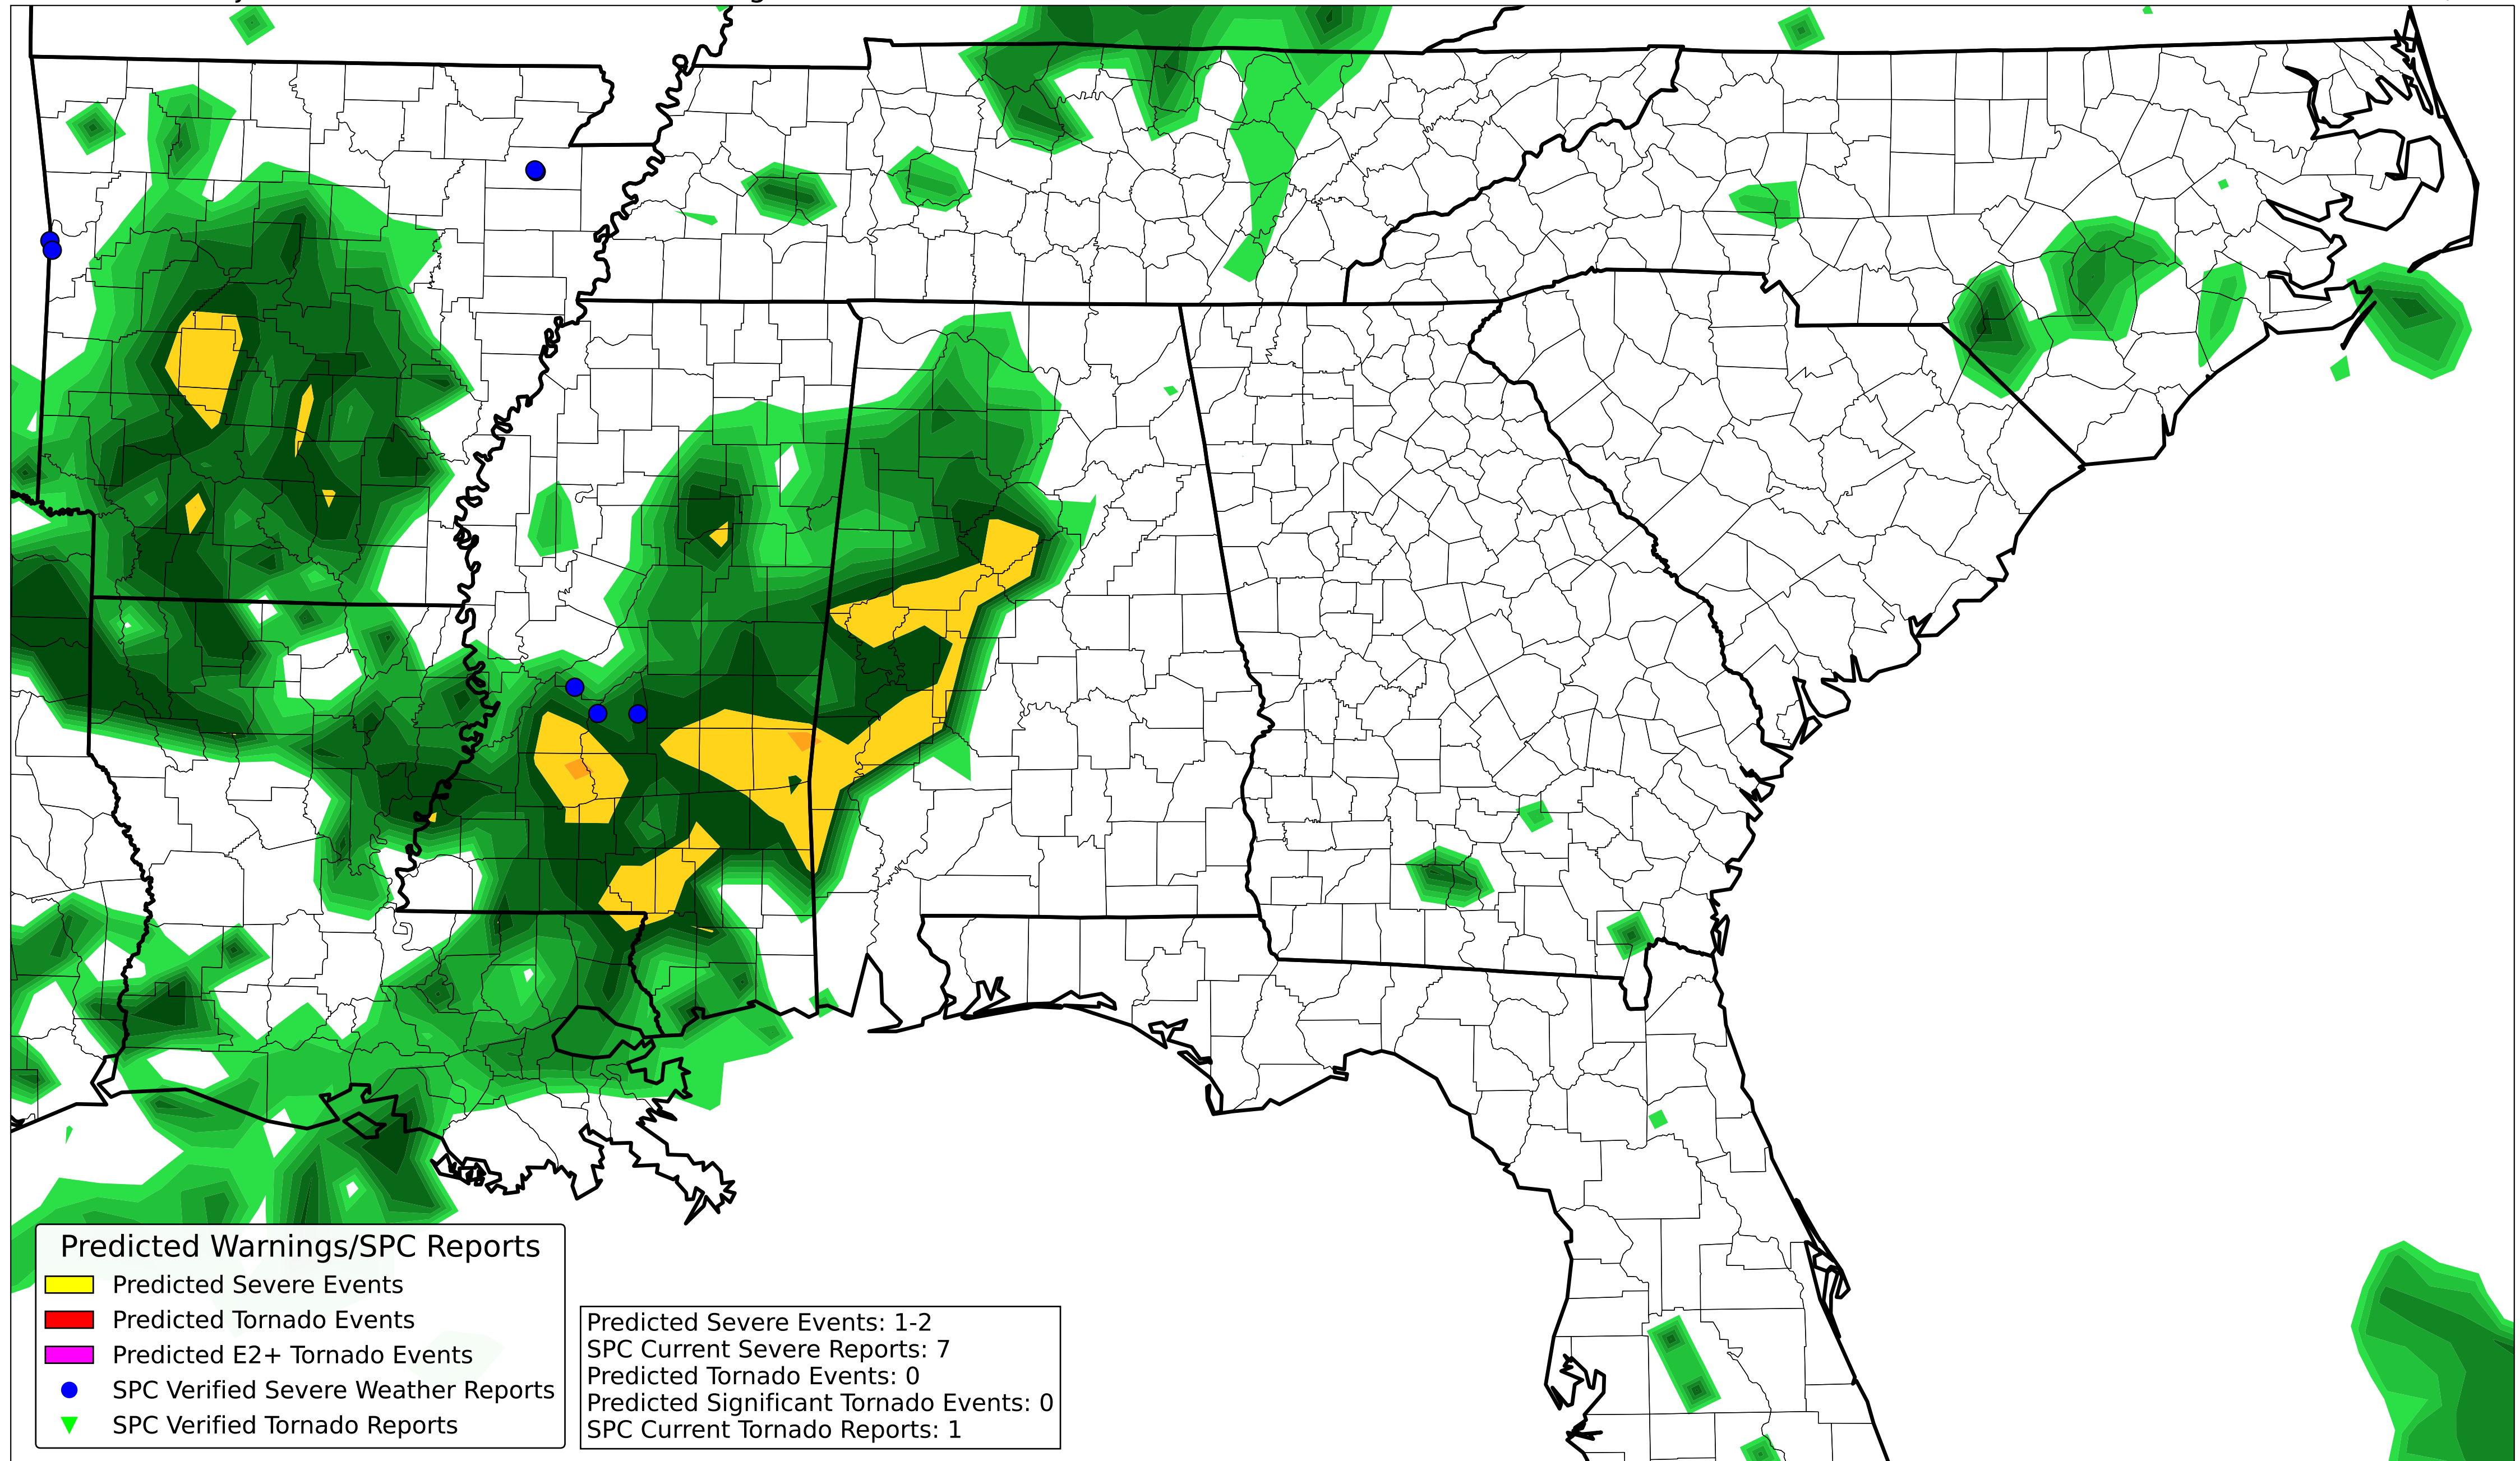 Predicted Warnings/SPC Reports
Predicted Severe Events
Predicted Tornado Events
Predicted E2+ Tornado Events
SPC Verified Severe Weather Reports
SPC Verified Tornado Reports
Predicted Severe Events: 1-2
SPC Current Severe Reports: 7
Predicted Tornado Events: 0
Predicted Significant Tornado Events: 0
SPC Current Tornado Reports: 1